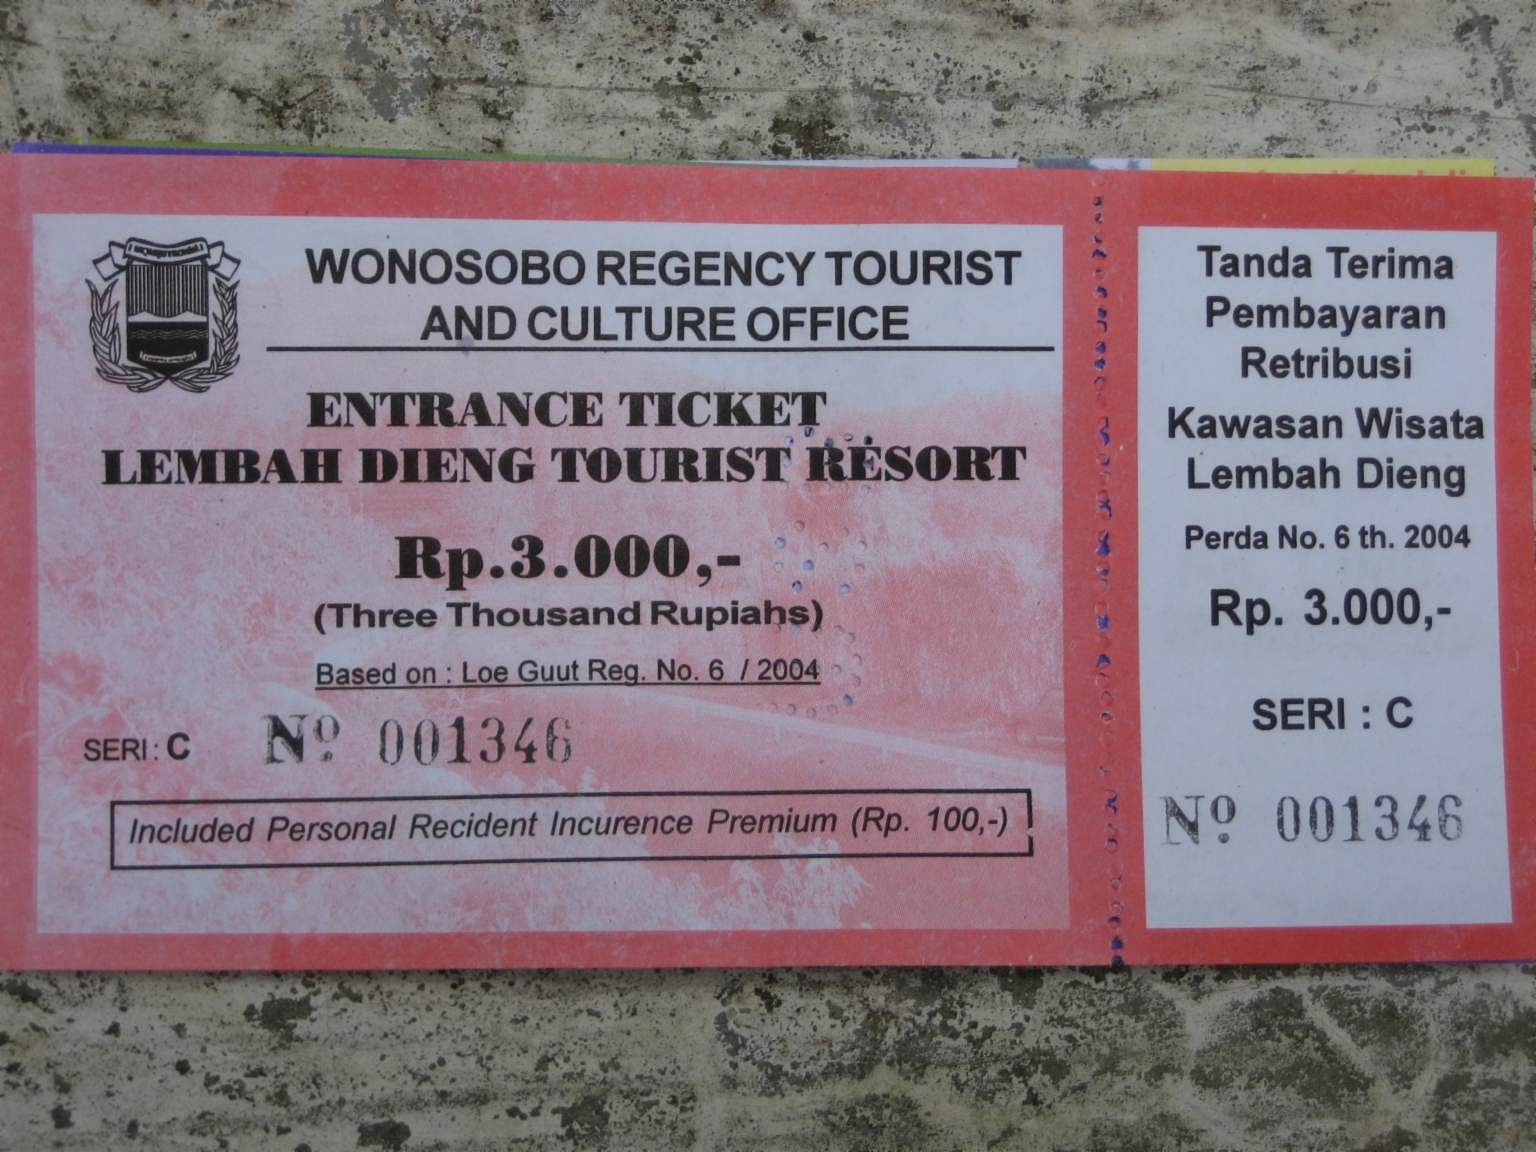 WONOSOBO REGENCY TOURIST
AND CULTURE OFFICE
ENTRANCE TICKET
LEMBAH DIENG TOURIST RESORT
Rp.3.000,-
(Three Thousand Rupiahs)
Based on : Loe Guut Reg. No. 6 / 2004
SERI : C Nº 001346
Included Personal Recident Incurence Premium (Rp. 100,-)
Tanda Terima
Pembayaran
Retribusi
Kawasan Wisata
Lembah Dieng
Perda No. 6 th. 2004
Rp. 3.000,-
SERI : C
Nº 001346